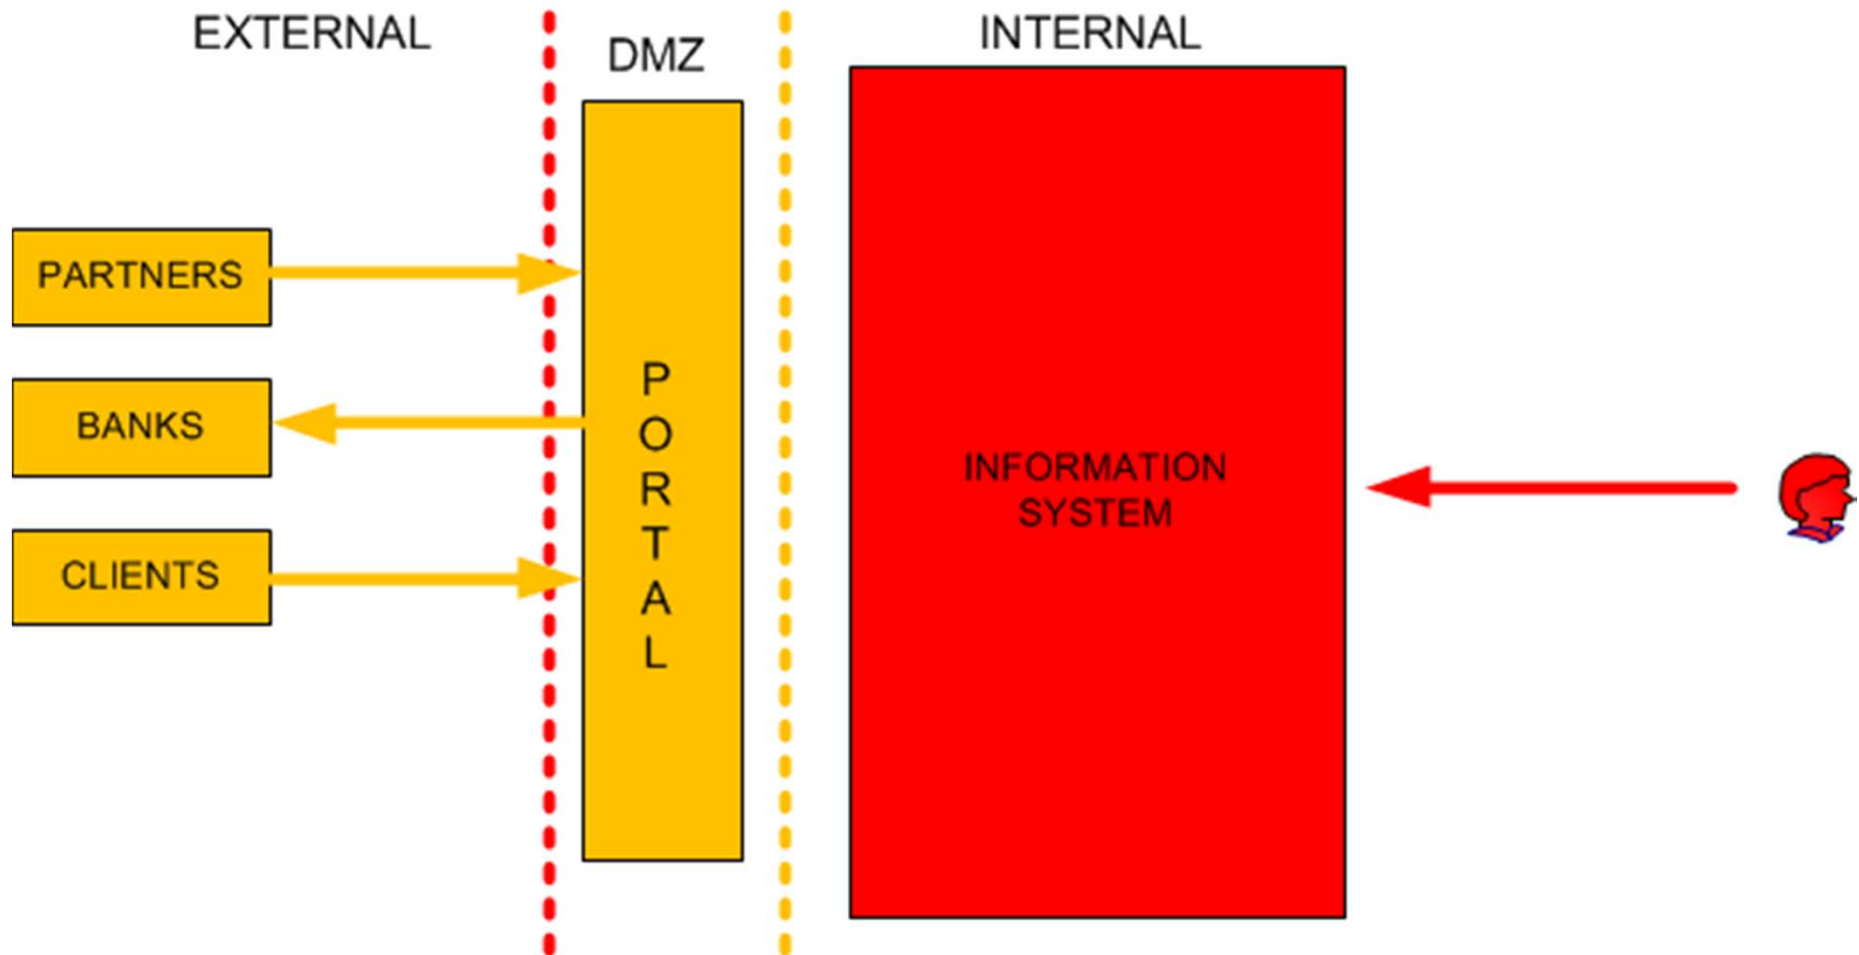 EXTERNAL
DMZ
INTERNAL
PARTNERS
BANKS
CLIENTS
P
O
R
T
A
L
INFORMATION
SYSTEM